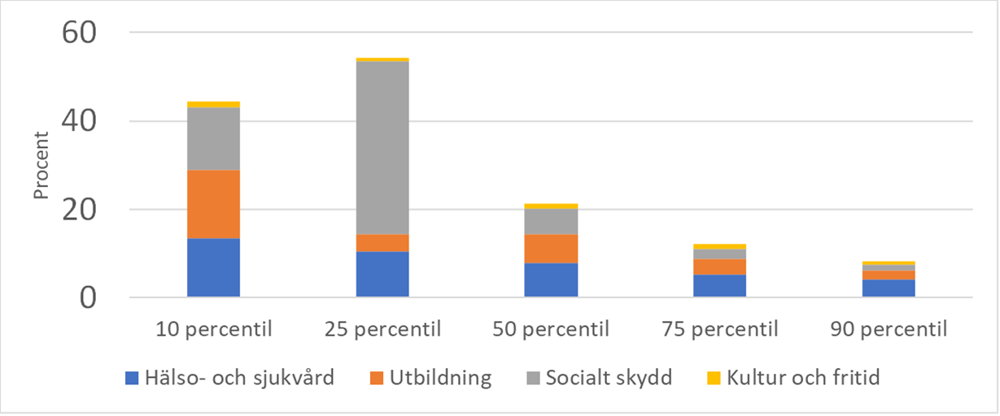 60
40
20
0
Procent
10 percentil 25 percentil 50 percentil 75 percentil 90 percentil
Hälso- och sjukvård Utbildning Socialt skydd Kultur och fritid